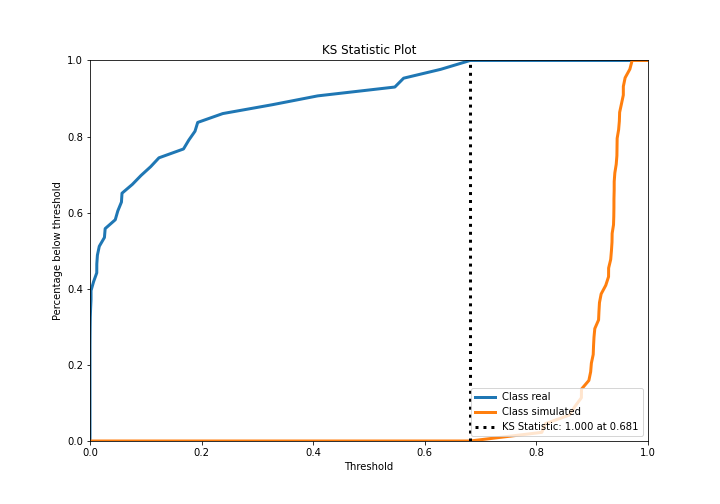 KS Statistic Plot
Percentage below threshold
1.0
0.8
0.6
0.4
0.2
0.0
0.0 0.2 0.4 0.6 0.8 1.0
Threshold
Class real
Class simulated
KS Statistic: 1.000 at 0.681